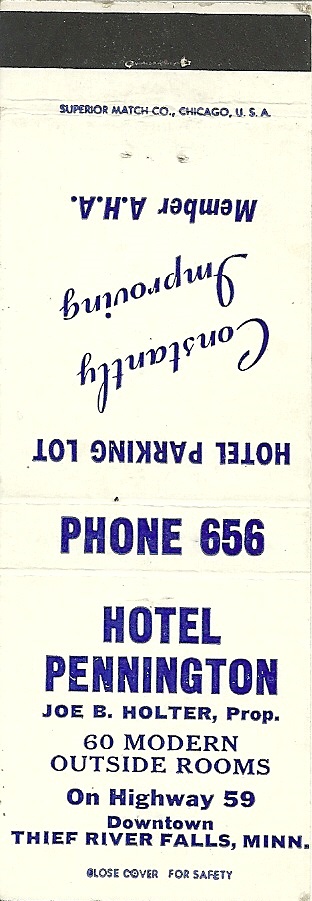 SUPERIOR MATCH CO., CHICAGO, U. S. A.
HOTEL PARKING LOT
Constantly
Improving
Member A.H.A.
PHONE 656
HOTEL
PENNINGTON
JOE B. HOLTER, Prop.
60 MODERN
OUTSIDE ROOMS
On Highway 59
Downtown
THIEF RIVER FALLS, MINN.
CLOSE COVER FOR SAFETY